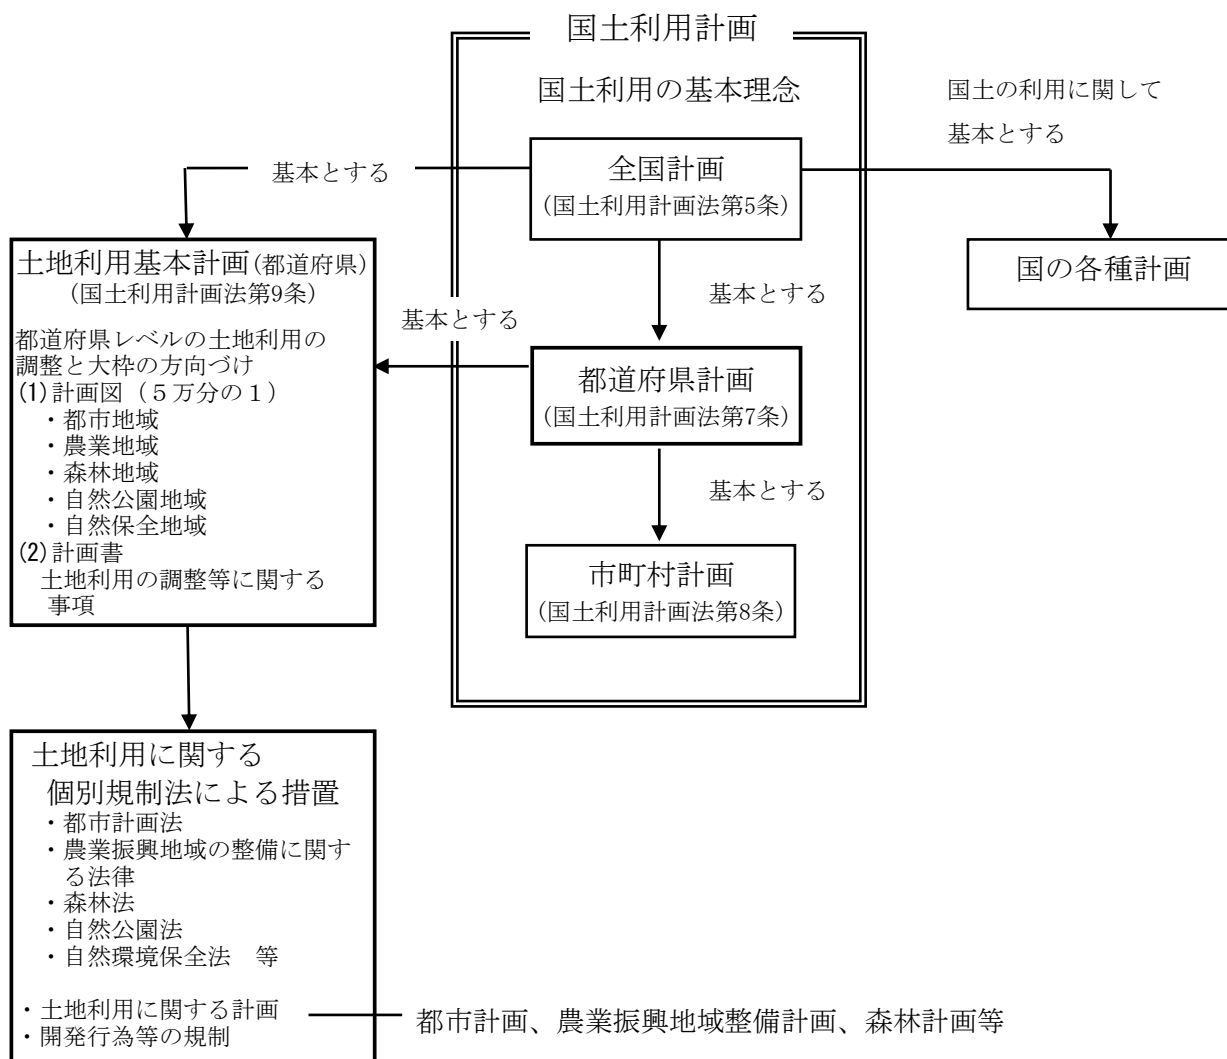 国土利用計画
国土利用の基本理念
国土の利用に関して
基本とする
基本とする
全国計画
(国土利用計画法第5条)
土地利用基本計画(都道府県)
(国土利用計画法第9条)
国の各種計画
基本とする
基本とする
都道府県レベルの土地利用の
調整と大枠の方向づけ
(1)計画図（５万分の１）
・都市地域
・農業地域
・森林地域
・自然公園地域
・自然保全地域
(2)計画書
土地利用の調整等に関する
事項
都道府県計画
(国土利用計画法第7条)
基本とする
市町村計画
(国土利用計画法第8条)
土地利用に関する
個別規制法による措置
・都市計画法
・農業振興地域の整備に関す
る法律
・森林法
・自然公園法
・自然環境保全法　等
・土地利用に関する計画
・開発行為等の規制
都市計画、農業振興地域整備計画、森林計画等